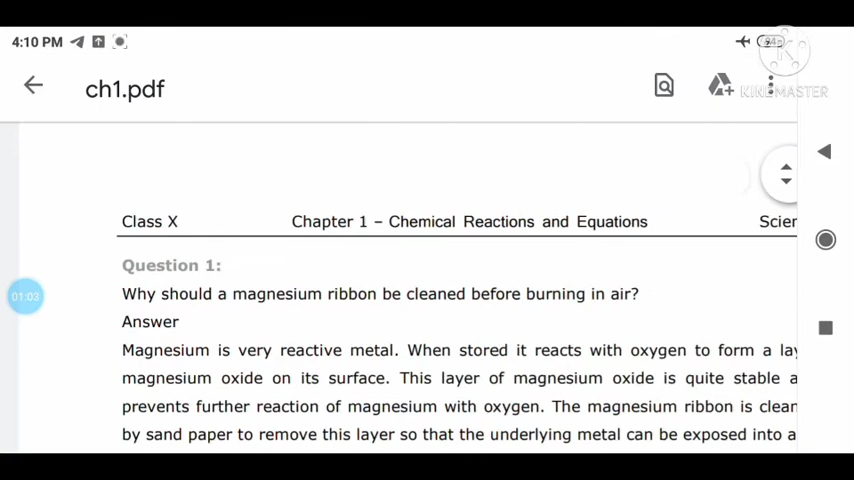 4:10 PM
94
KINEMASTER
ch1.pdf
Class X Chapter 1 – Chemical Reactions and Equations Scien
Question 1:
01:03
Why should a magnesium ribbon be cleaned before burning in air?
Answer
Magnesium is very reactive metal. When stored it reacts with oxygen to form a lay
magnesium oxide on its surface. This layer of magnesium oxide is quite stable a
prevents further reaction of magnesium with oxygen. The magnesium ribbon is clean
by sand paper to remove this layer so that the underlying metal can be exposed into a